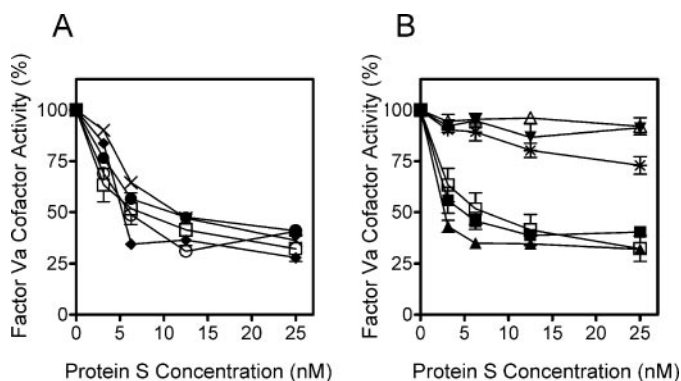 A
B
Factor Va Cofactor Activity (%)
100
75
50
25
0
0 5 10 15 20 25
Protein S Concentration (nM)
Factor Va Cofactor Activity (%)
100
75
50
25
0
0 5 10 15 20 25
Protein S Concentration (nM)